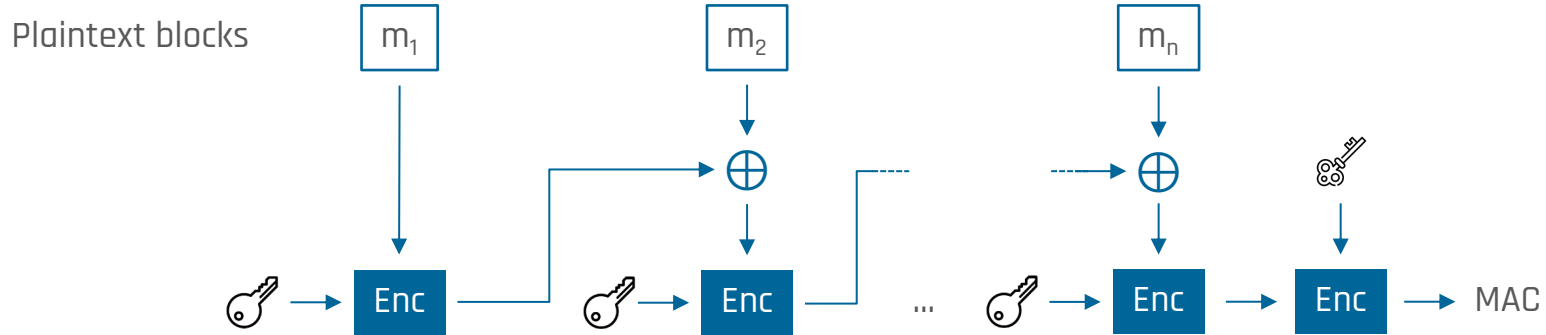 Plaintext blocks
m₁
m₂
mₙ
Enc
Enc
...
Enc
Enc
MAC